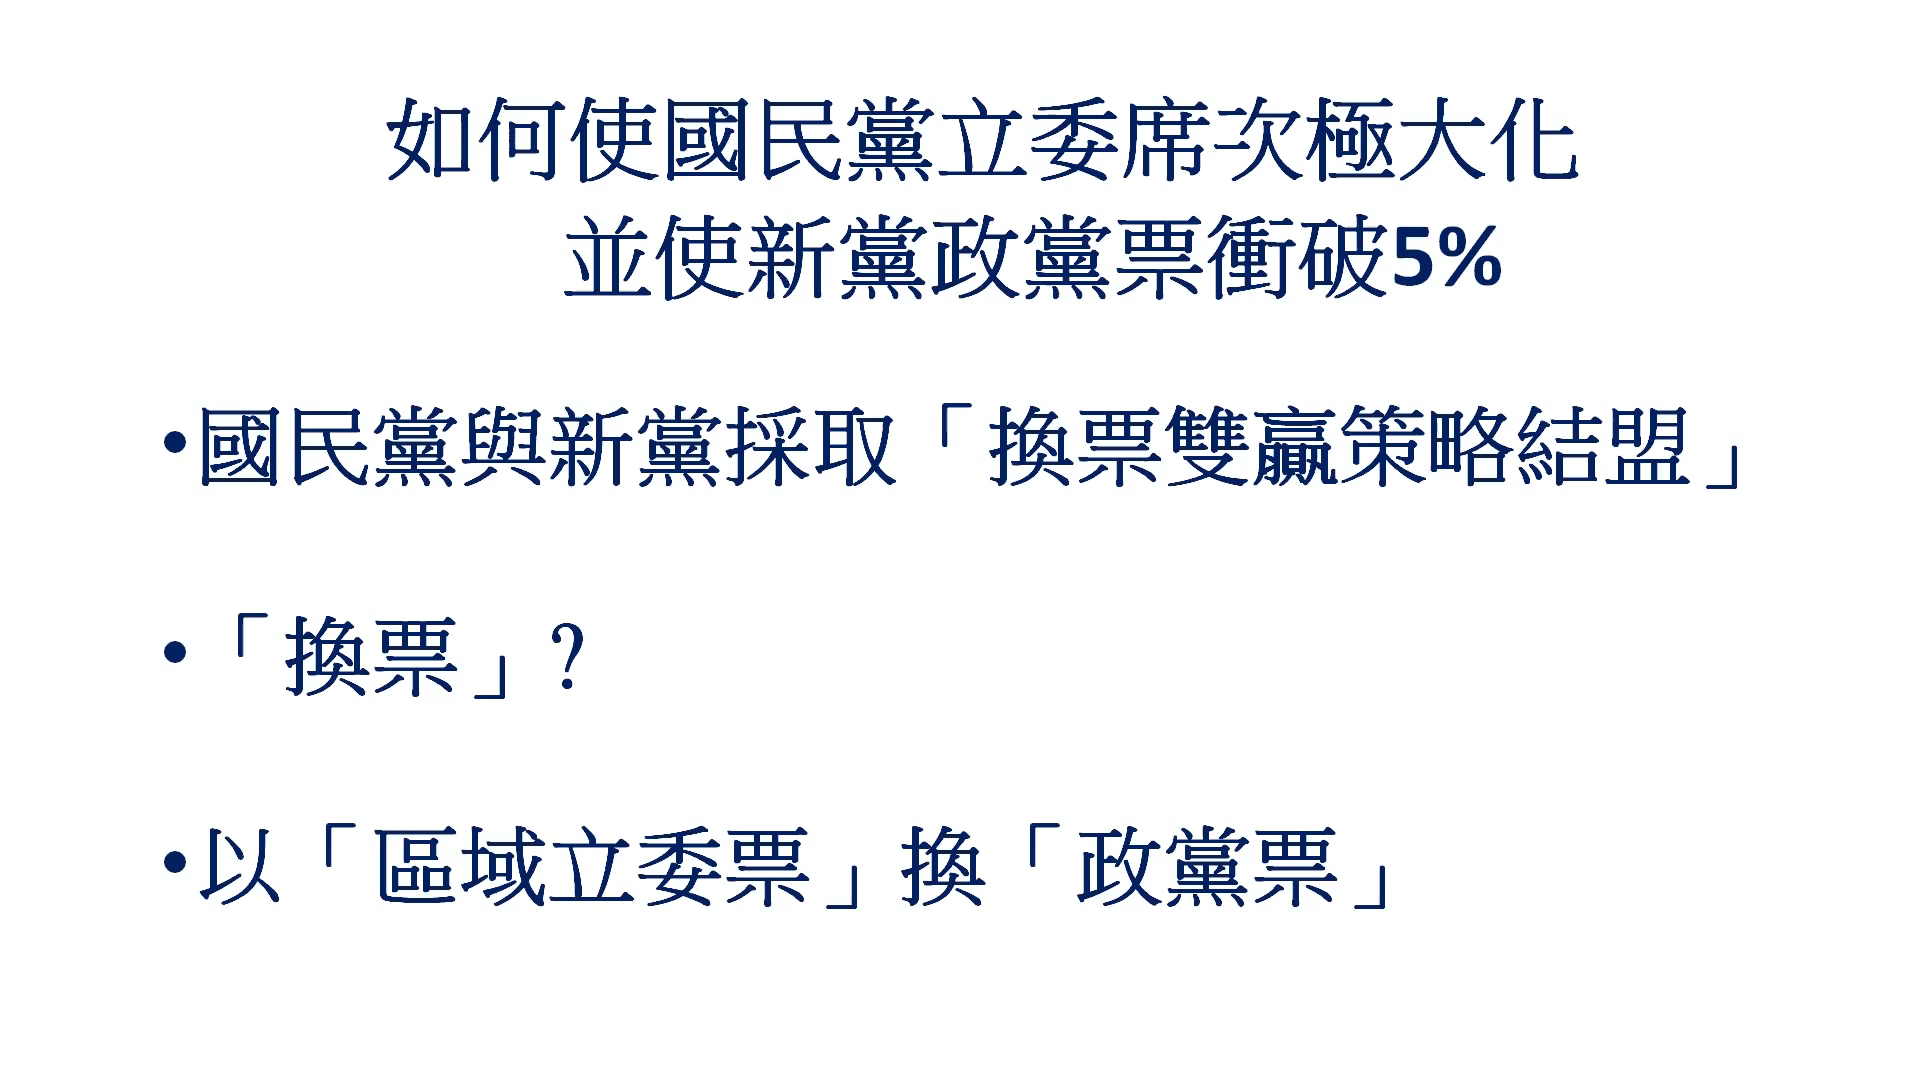 如何使國民黨立委席次極大化
並使新黨政黨票衝破5%
•國民黨與新黨採取「換票雙贏策略結盟」
•「換票」?
•以「區域立委票」換「政黨票」